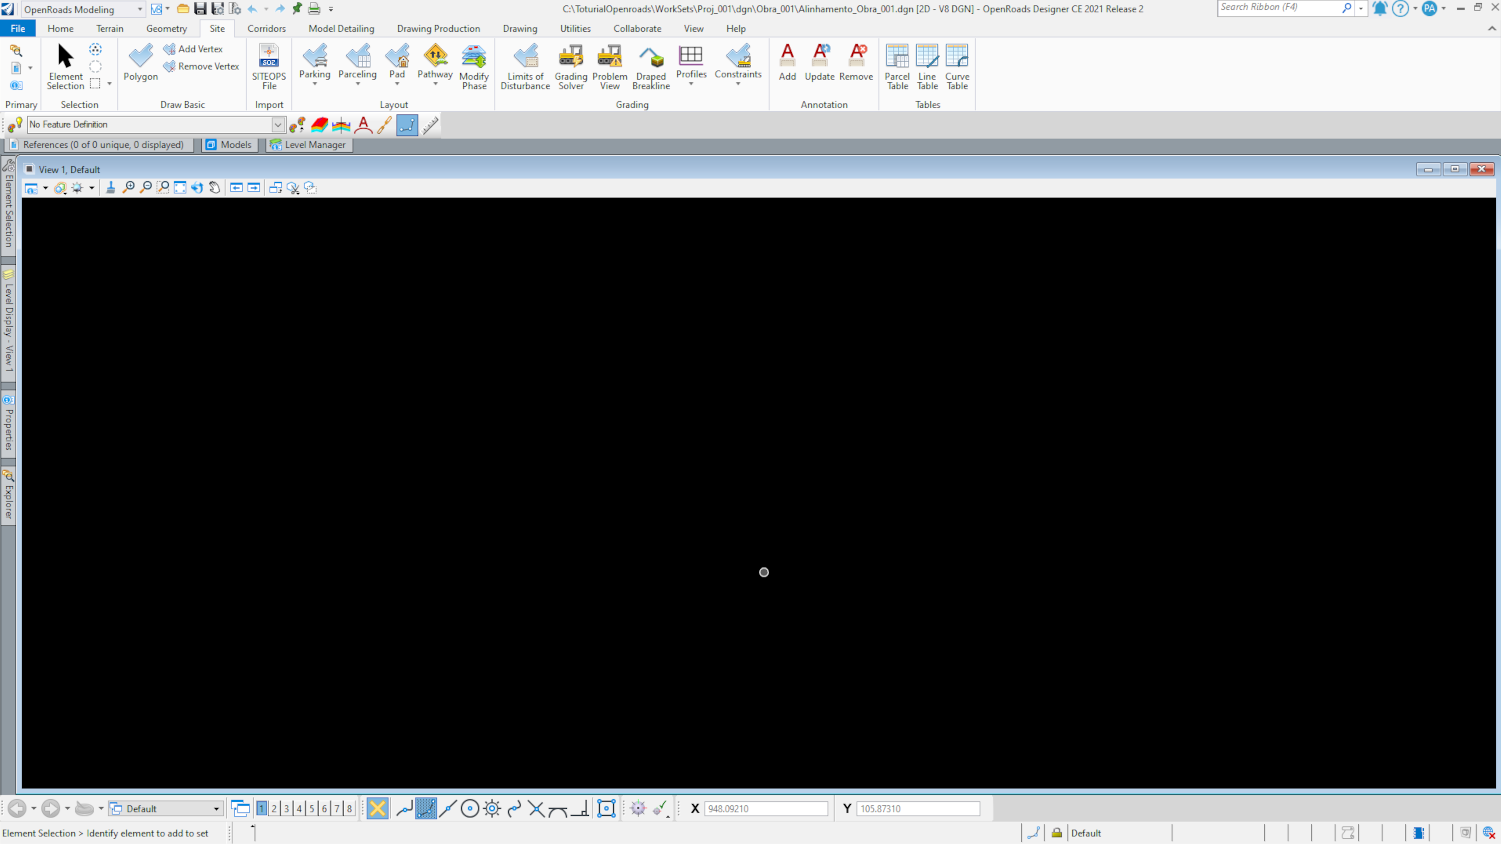 OpenRoads Modeling
C:\ToturialOpenroads\WorkSets\Proj_001\dgn\Obra_001\Alinhamento_Obra_001.dgn [2D - V8 DGN] - OpenRoads Designer CE 2021 Release 2
Search Ribbon (F4)
PA
File Home Terrain Geometry Site Corridors Model Detailing Drawing Production Drawing Utilities Collaborate View Help
Element Selection
Polygon
Add Vertex
Remove Vertex
SITEOPS File
Parking
Parceling
Pad
Pathway
Modify Phase
Limits of Disturbance
Grading Solver
Problem View
Draped Breakline
Profiles
Constraints
Add
Update
Remove
Parcel Table
Line Table
Curve Table
Primary Selection Draw Basic Import Layout Grading Annotation Tables
No Feature Definition
References (0 of 0 unique, 0 displayed) Models Level Manager
View 1, Default
Element Selection
Level Display - View 1
Properties
Explorer
Default 1 2 3 4 5 6 7 8 X 948.09210 Y 105.87310
Element Selection > Identify element to add to set
Default